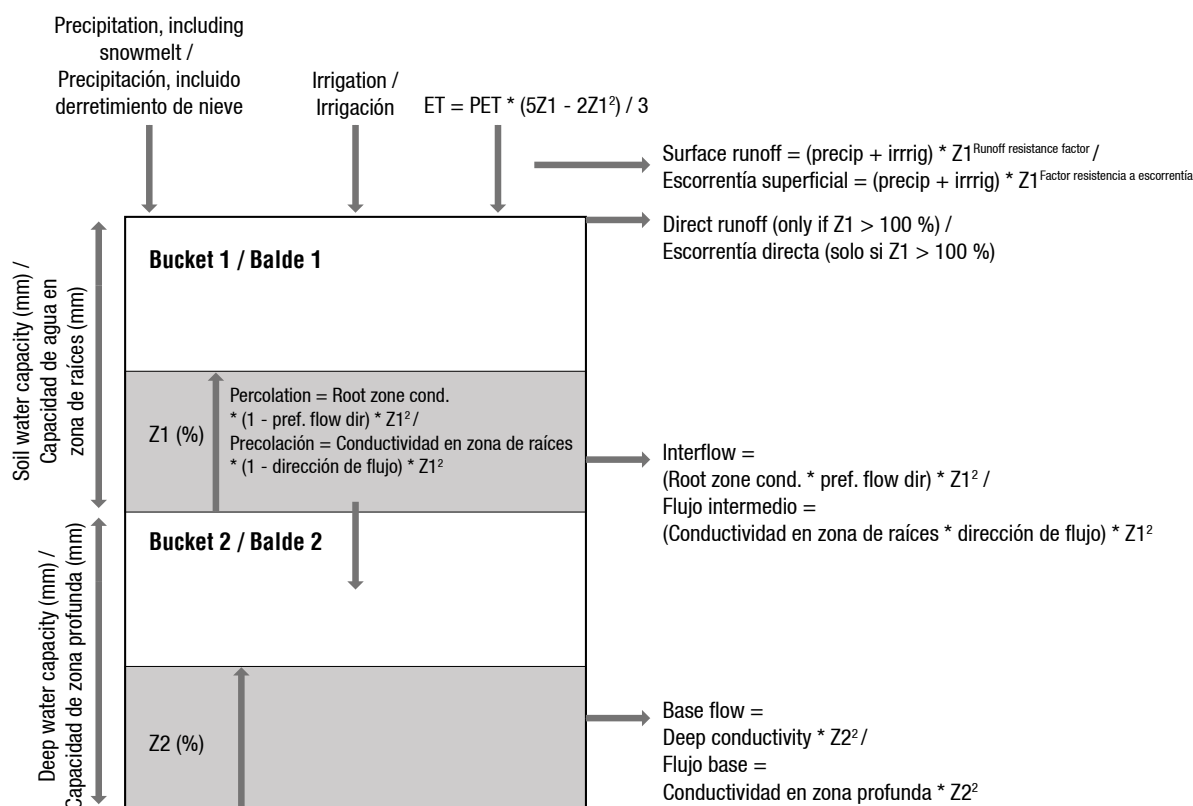 Precipitation, including
snowmelt /
Precipitación, incluido
derretimiento de nieve
Irrigation /
Irrigación
ET = PET * (5Z1 - 2Z1²) / 3
Surface runoff = (precip + irrrig) * Z1^Runoff resistance factor /
Escorrentía superficial = (precip + irrrig) * Z1^Factor resistencia a escorrentía
Direct runoff (only if Z1 > 100 %) /
Escorrentía directa (solo si Z1 > 100 %)
Soil water capacity (mm) /
Capacidad de agua en
zona de raíces (mm)
Bucket 1 / Balde 1
Z1 (%)
Percolation = Root zone cond.
* (1 - pref. flow dir) * Z1² /
Precolación = Conductividad en zona de raíces
* (1 - dirección de flujo) * Z1²
Interflow =
(Root zone cond. * pref. flow dir) * Z1² /
Flujo intermedio =
(Conductividad en zona de raíces * dirección de flujo) * Z1²
Deep water capacity (mm) /
Capacidad de zona profunda (mm)
Bucket 2 / Balde 2
Z2 (%)
Base flow =
Deep conductivity * Z2² /
Flujo base =
Conductividad en zona profunda * Z2²